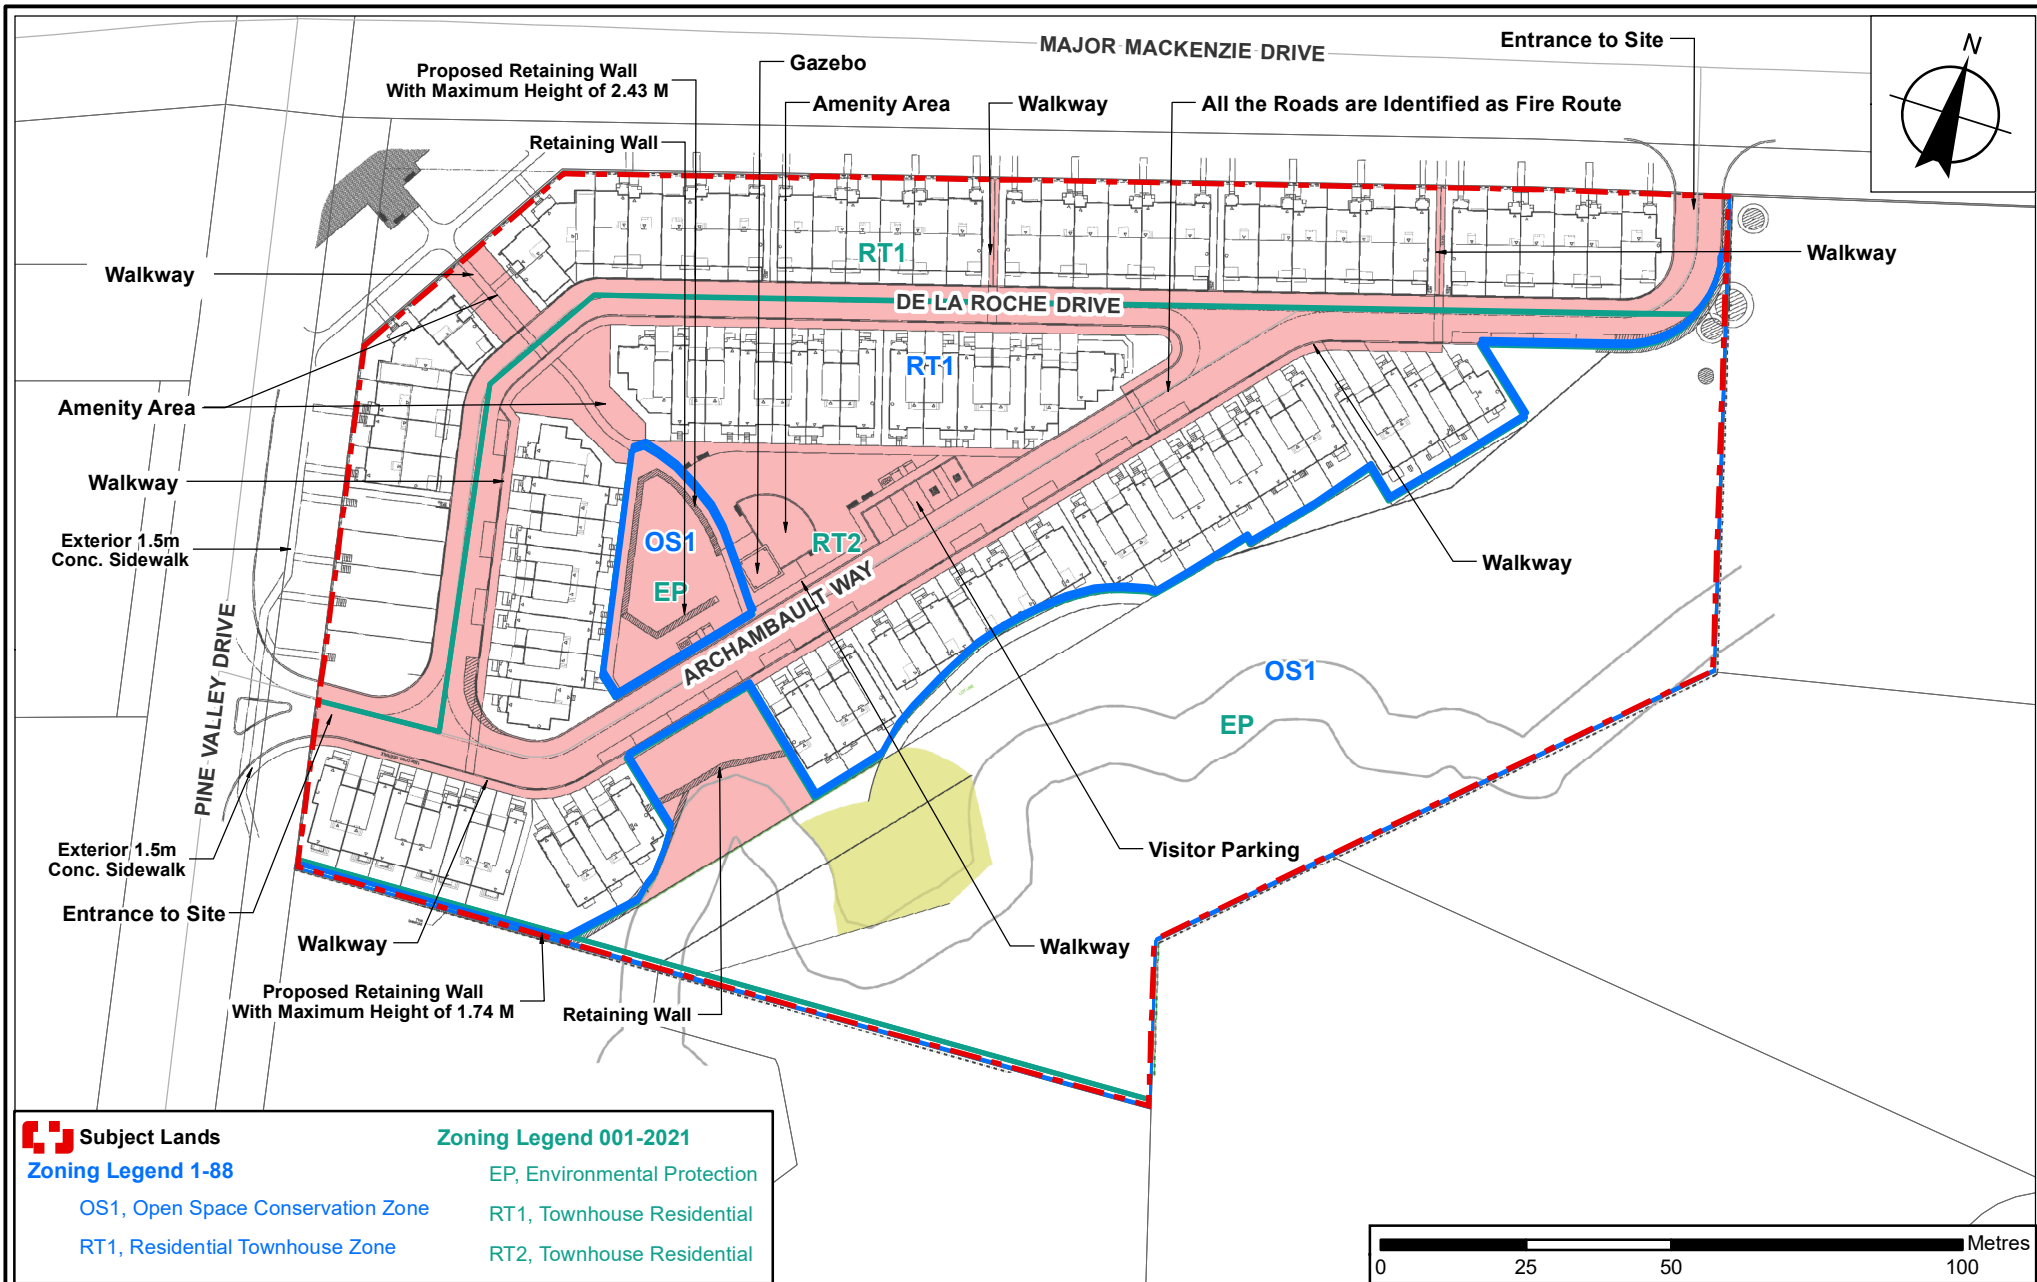 MAJOR MACKENZIE DRIVE
Entrance to Site
N
Proposed Retaining Wall
With Maximum Height of 2.43 M
Gazebo
Amenity Area
Walkway
All the Roads are Identified as Fire Route
Retaining Wall
RT1
Walkway
Walkway
DE LA ROCHE DRIVE
RT1
Amenity Area
Walkway
Exterior 1.5m
Conc. Sidewalk
OS1
RT2
EP
Walkway
ARCHAMBAULT WAY
PINE VALLEY DRIVE
OS1
EP
Exterior 1.5m
Conc. Sidewalk
Visitor Parking
Entrance to Site
Walkway
Walkway
Proposed Retaining Wall
With Maximum Height of 1.74 M
Retaining Wall
Subject Lands
Zoning Legend 1-88
OS1, Open Space Conservation Zone
RT1, Residential Townhouse Zone
Zoning Legend 001-2021
EP, Environmental Protection
RT1, Townhouse Residential
RT2, Townhouse Residential
Metres
0 25 50 100